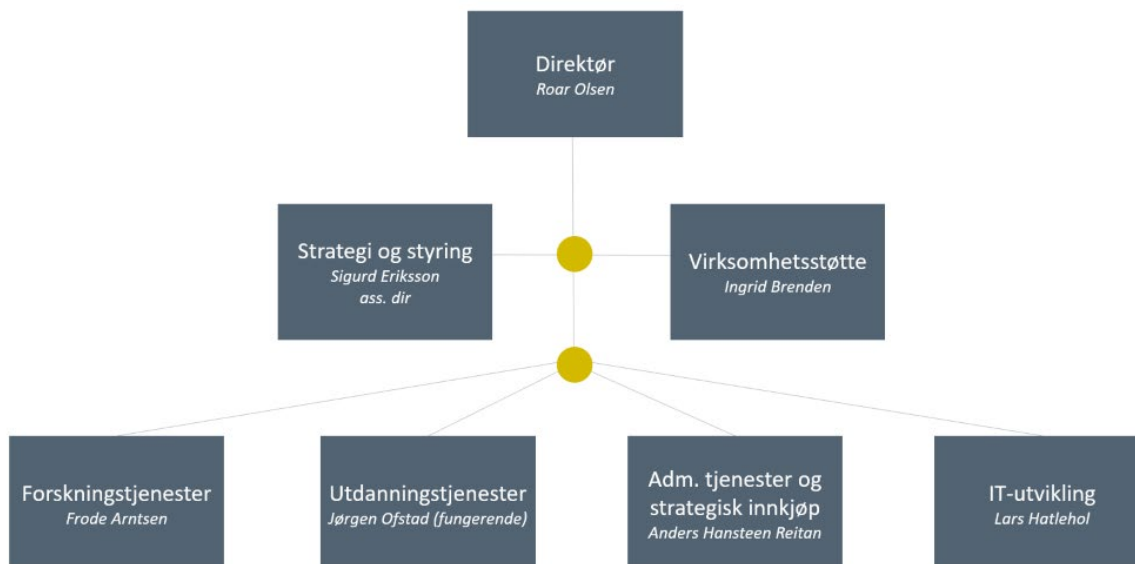 Direktør
Roar Olsen
Strategi og styring
Sigurd Eriksson
ass. dir
Virksomhetsstøtte
Ingrid Brenden
Forskningstjenester
Frode Arntsen
Utdanningstjenester
Jørgen Ofstad (fungerende)
Adm. tjenester og
strategisk innkjøp
Anders Hansteen Reitan
IT-utvikling
Lars Hatlehol